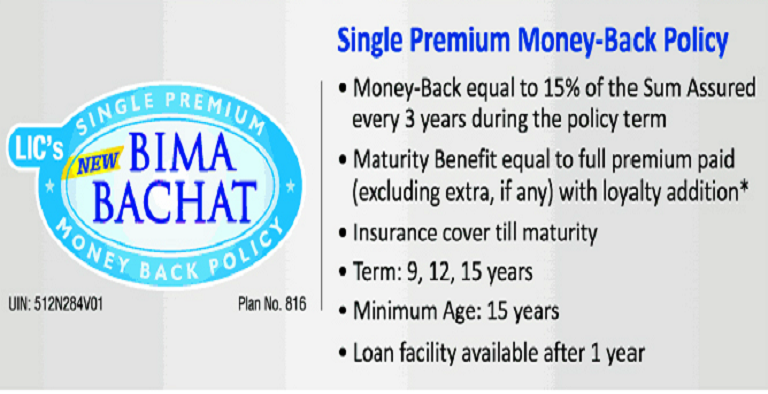 LIC's
SINGLE PREMIUM
NEW BIMA
BACHAT
MONEY BACK POLICY
UIN: 512N284V01
Plan No. 816
Single Premium Money-Back Policy
• Money-Back equal to 15% of the Sum Assured
every 3 years during the policy term
• Maturity Benefit equal to full premium paid
(excluding extra, if any) with loyalty addition*
• Insurance cover till maturity
• Term: 9, 12, 15 years
• Minimum Age: 15 years
• Loan facility available after 1 year